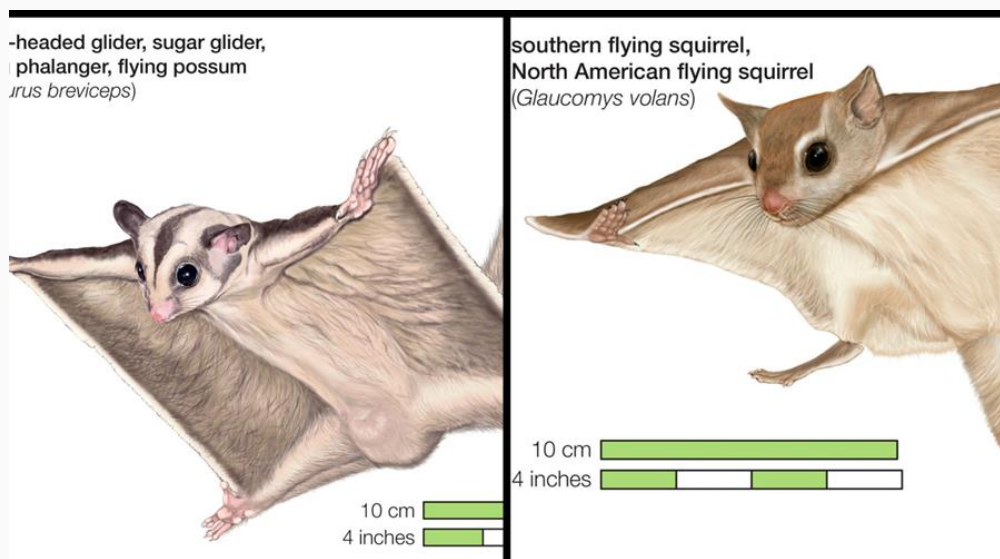 -headed glider, sugar glider,
phalanger, flying possum
urus breviceps)
10 cm
4 inches
southern flying squirrel,
North American flying squirrel
(Glaucomys volans)
10 cm
4 inches